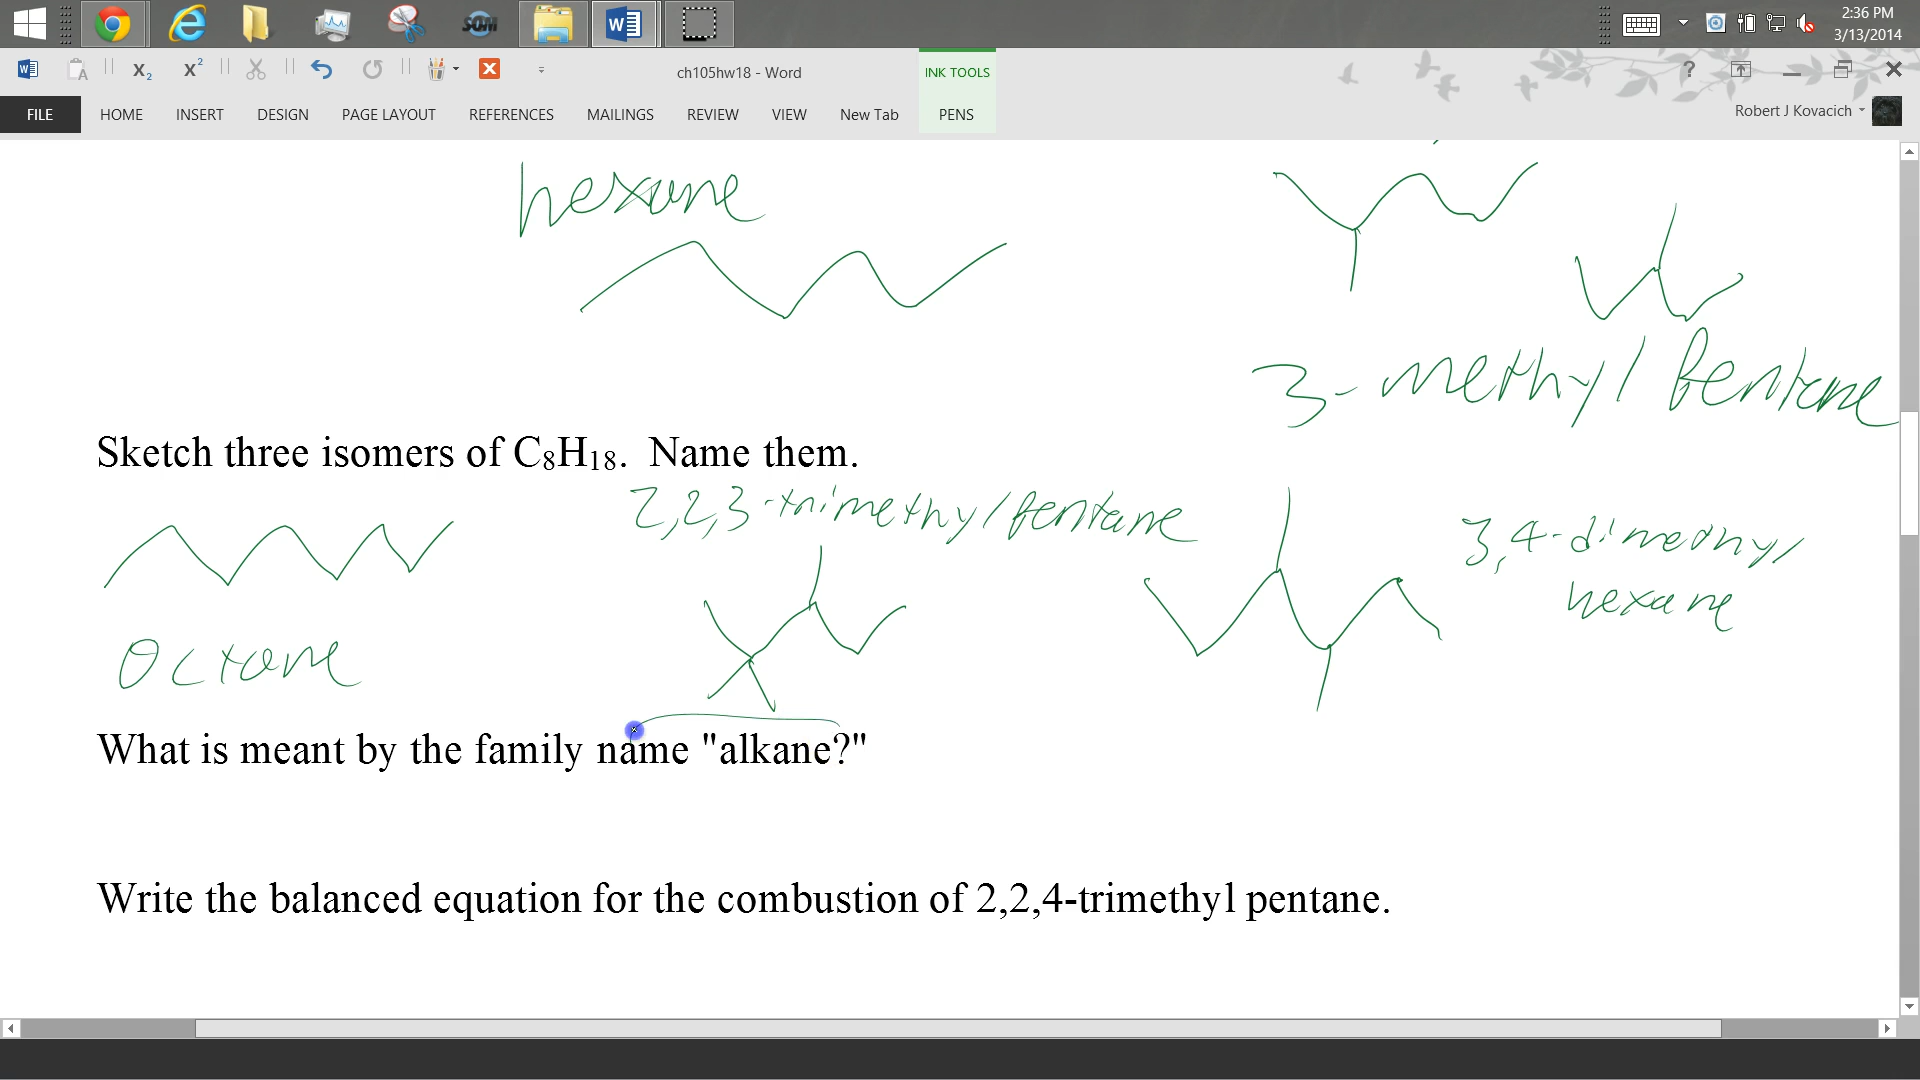 2:36 PM
3/13/2014
ch105hw18 - Word
INK TOOLS
FILE HOME INSERT DESIGN PAGE LAYOUT REFERENCES MAILINGS REVIEW VIEW New Tab PENS
Robert J Kovacich
hexane
3-methyl pentane
Sketch three isomers of C₈H₁₈. Name them.
2,2,3-trimethyl pentane
3,4-dimethyl
hexane
octane
What is meant by the family name "alkane?"
Write the balanced equation for the combustion of 2,2,4-trimethyl pentane.